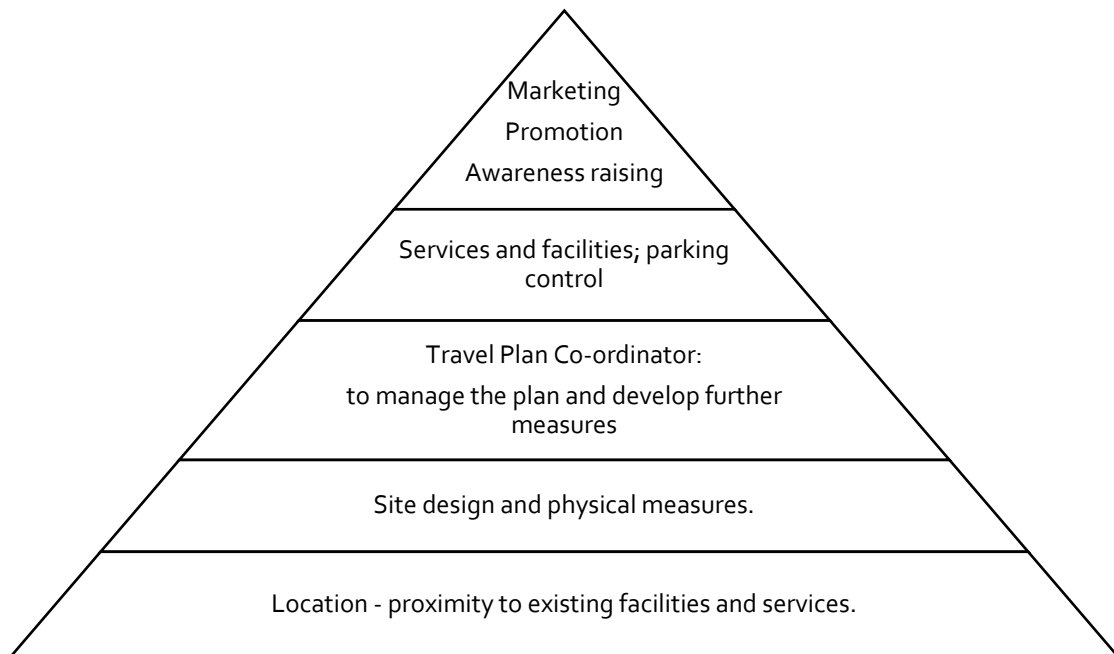 Marketing
Promotion
Awareness raising
Services and facilities; parking
control
Travel Plan Co-ordinator:
to manage the plan and develop further
measures
Site design and physical measures.
Location - proximity to existing facilities and services.